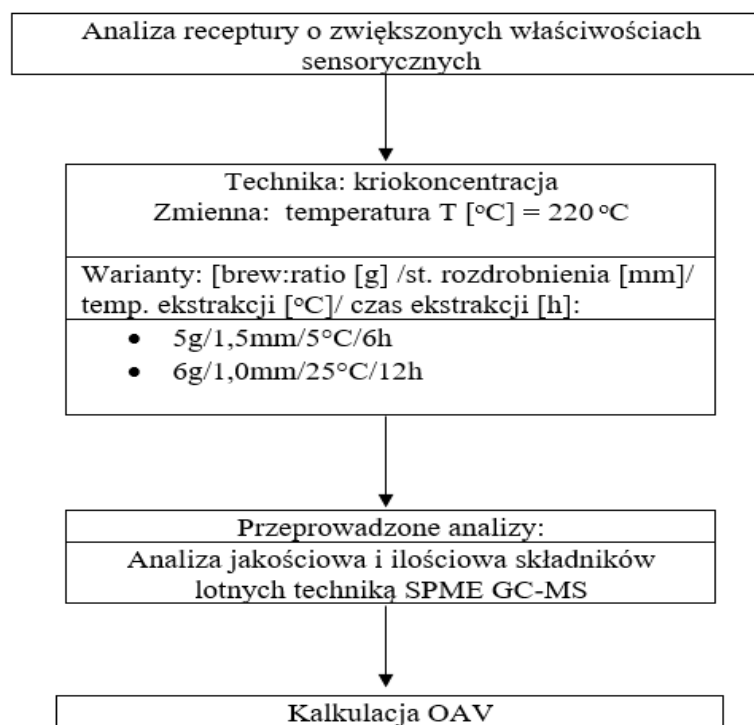 Analiza receptury o zwiększonych właściwościach
sensorycznych
Technika: kriokoncentracja
Zmienna: temperatura T [°C] = 220 °C
Warianty: [brew:ratio [g] /st. rozdrobnienia [mm]/
temp. ekstrakcji [°C]/ czas ekstrakcji [h]:
• 5g/1,5mm/5°C/6h
• 6g/1,0mm/25°C/12h
Przeprowadzone analizy:
Analiza jakościowa i ilościowa składników
lotnych techniką SPME GC-MS
Kalkulacja OAV